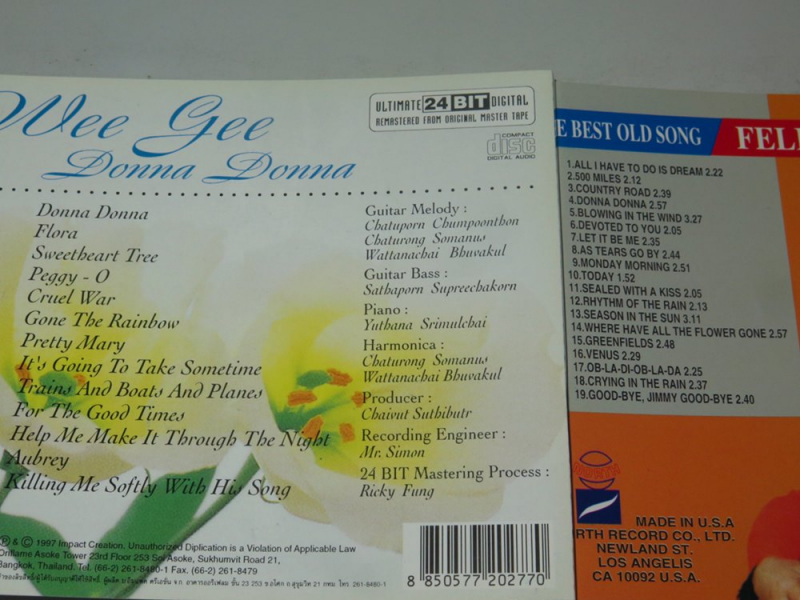 Wee Gee
Donna Donna
ULTIMATE 24 BIT DIGITAL
REMASTERED FROM ORIGINAL MASTER TAPE
COMPACT
disc
DIGITAL AUDIO
Donna Donna
Flora
Sweetheart Tree
Peggy - O
Cruel War
Gone The Rainbow
Pretty Mary
It's Going To Take Sometime
Trains And Boats And Planes
For The Good Times
Help Me Make It Through The Night
Aubrey
Killing Me Softly With His Song
Guitar Melody :
Chatuporn Chumpoonthon
Chaturong Somanus
Wattanachai Bhuvakul
Guitar Bass :
Sathaporn Supreechakorn
Piano :
Yuthana Srimulchai
Harmonica :
Chaturong Somanus
Wattanachai Bhuvakul
Producer :
Chaivut Suthibutr
Recording Engineer :
Mr. Simon
24 BIT Mastering Process :
Ricky Fung
℗ & © 1997 Impact Creation, Unauthorized Diplication is a Violation of Applicable Law
Oriflame Asoke Tower 23rd Floor 253 Soi Asoke, Sukhumvit Road 21,
Bangkok, Thailand. Tel. (66-2) 261-8480-1 Fax. (66-2) 261-8479
8 850577 202770
E BEST OLD SONG
FELI
1.ALL I HAVE TO DO IS DREAM 2.22
2.500 MILES 2.12
3.COUNTRY ROAD 2.39
4.DONNA DONNA 2.57
5.BLOWING IN THE WIND 3.27
6.DEVOTED TO YOU 2.05
7.LET IT BE ME 2.35
8.AS TEARS GO BY 2.44
9.MONDAY MORNING 2.51
10.TODAY 1.52
11.SEALED WITH A KISS 2.05
12.RHYTHM OF THE RAIN 2.13
13.SEASON IN THE SUN 3.11
14.WHERE HAVE ALL THE FLOWER GONE 2.57
15.GREENFIELDS 2.48
16.VENUS 2.29
17.OB-LA-DI-OB-LA-DA 2.25
18.CRYING IN THE RAIN 2.37
19.GOOD-BYE, JIMMY GOOD-BYE 2.40
MADE IN U.S.A
RTH RECORD CO., LTD.
NEWLAND ST.
LOS ANGELIS
CA 10092 U.S.A.